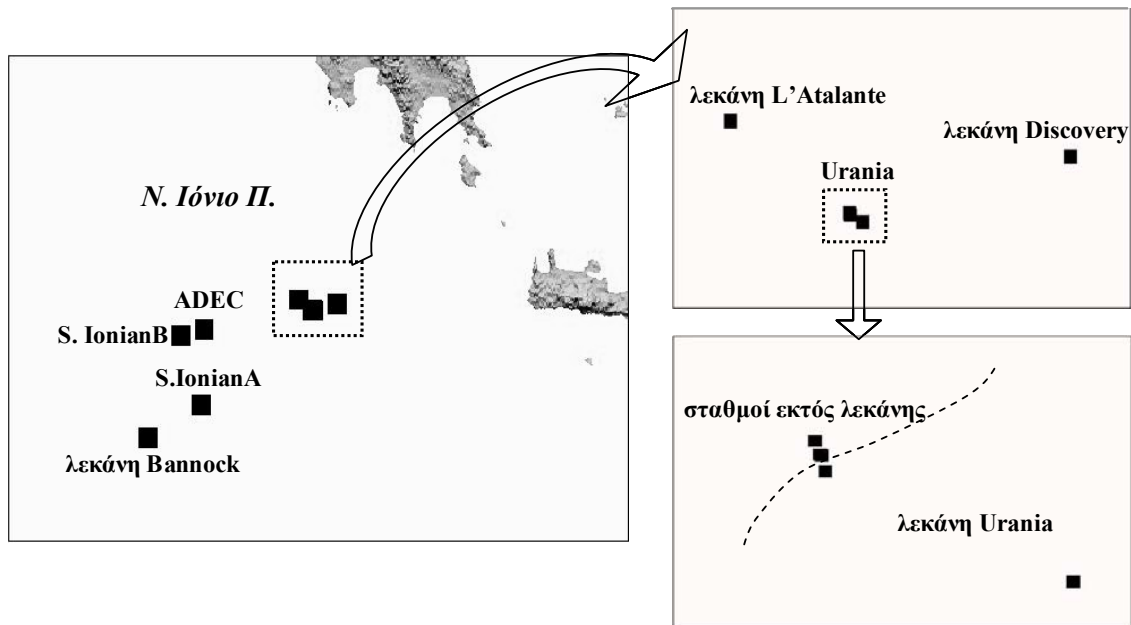 λεκάνη L'Atalante
λεκάνη Discovery
Urania
Ν. Ιόνιο Π.
ADEC
S. IonianB
S.IonianA
λεκάνη Bannock
σταθμοί εκτός λεκάνης
λεκάνη Urania